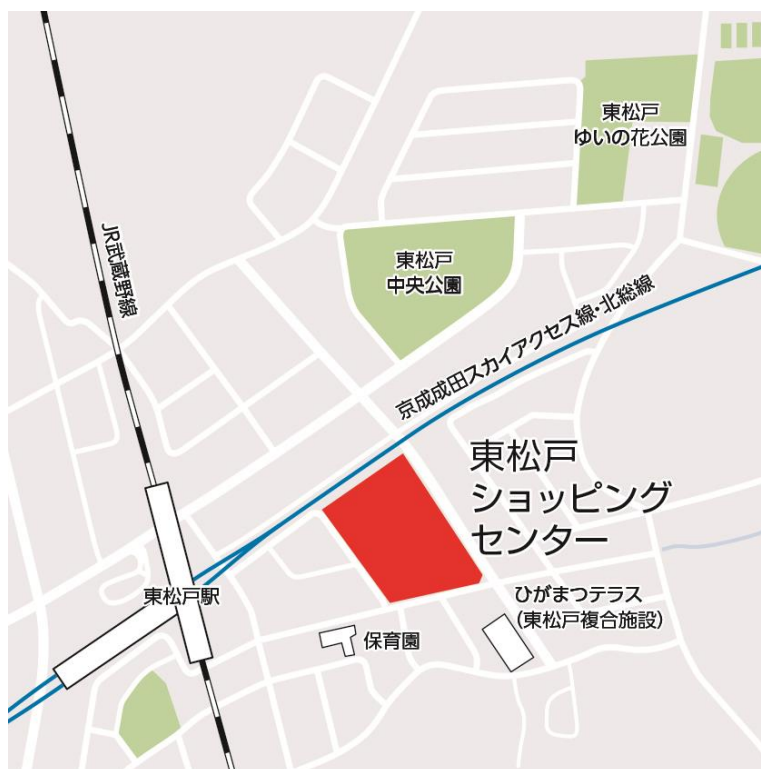 東松戸
ゆいの花公園
JR武蔵野線
東松戸
中央公園
京成成田スカイアクセス線・北総線
東松戸
ショッピング
センター
東松戸駅
ひがまつテラス
(東松戸複合施設)
保育園